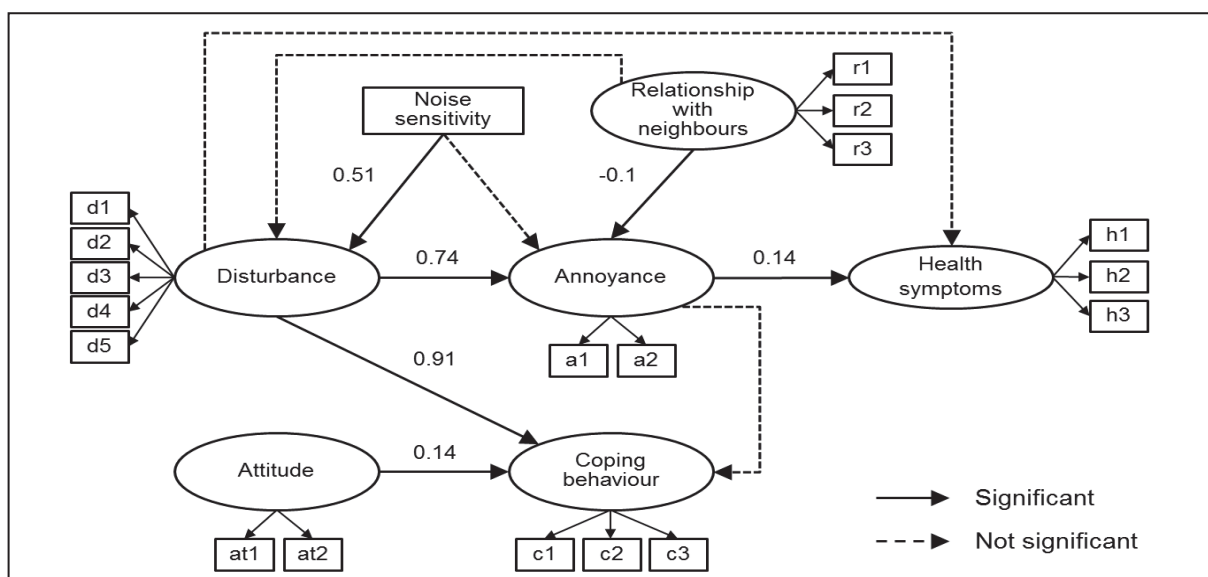 Noise
sensitivity
Relationship
with
neighbours
r1
r2
r3
0.51
-0.1
d1
d2
d3
d4
d5
Disturbance
0.74
Annoyance
0.14
Health
symptoms
h1
h2
h3
a1
a2
0.91
Attitude
0.14
Coping
behaviour
at1
at2
c1
c2
c3
Significant
Not significant